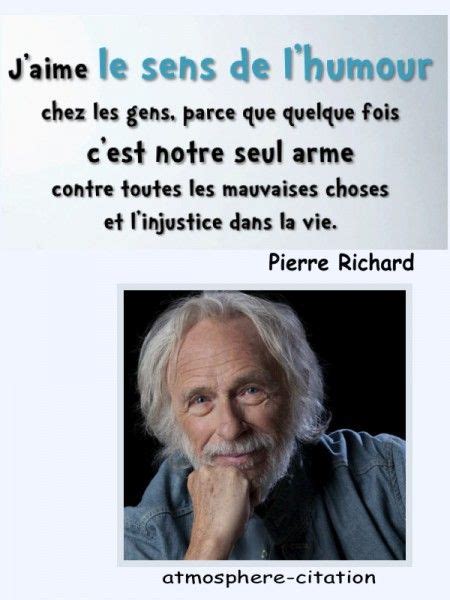 J'aime le sens de l'humour
chez les gens, parce que quelque fois
c'est notre seul arme
contre toutes les mauvaises choses
et l'injustice dans la vie.
Pierre Richard
atmosphere-citation